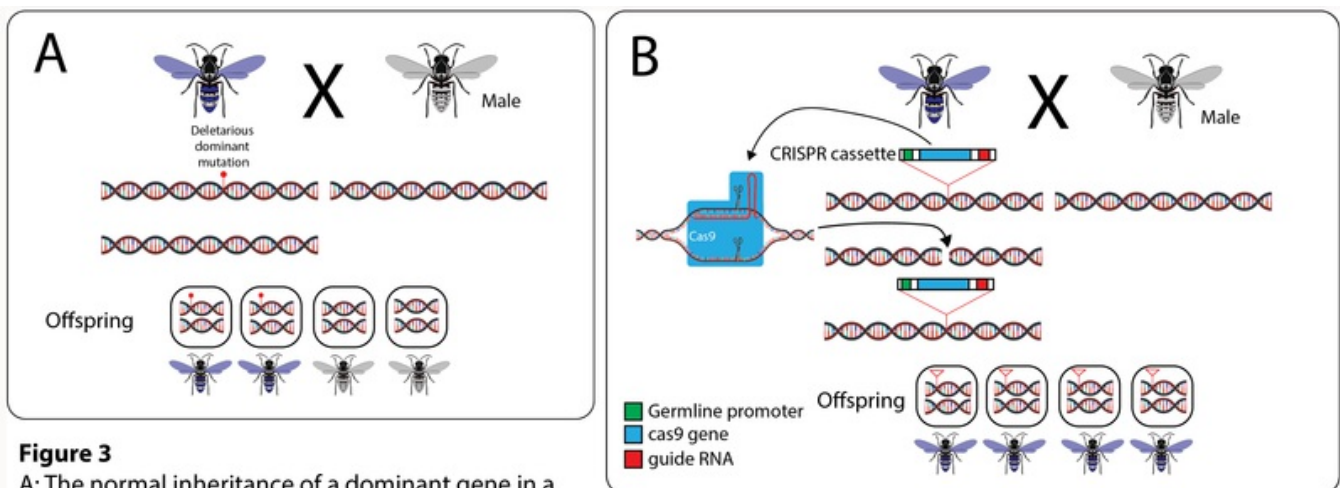 A
X
Male
Deletarious
dominant
mutation
Offspring
B
X
Male
CRISPR cassette
Cas9
Germline promoter
cas9 gene
guide RNA
Offspring
Figure 3
A: The normal inheritance of a dominant gene in a